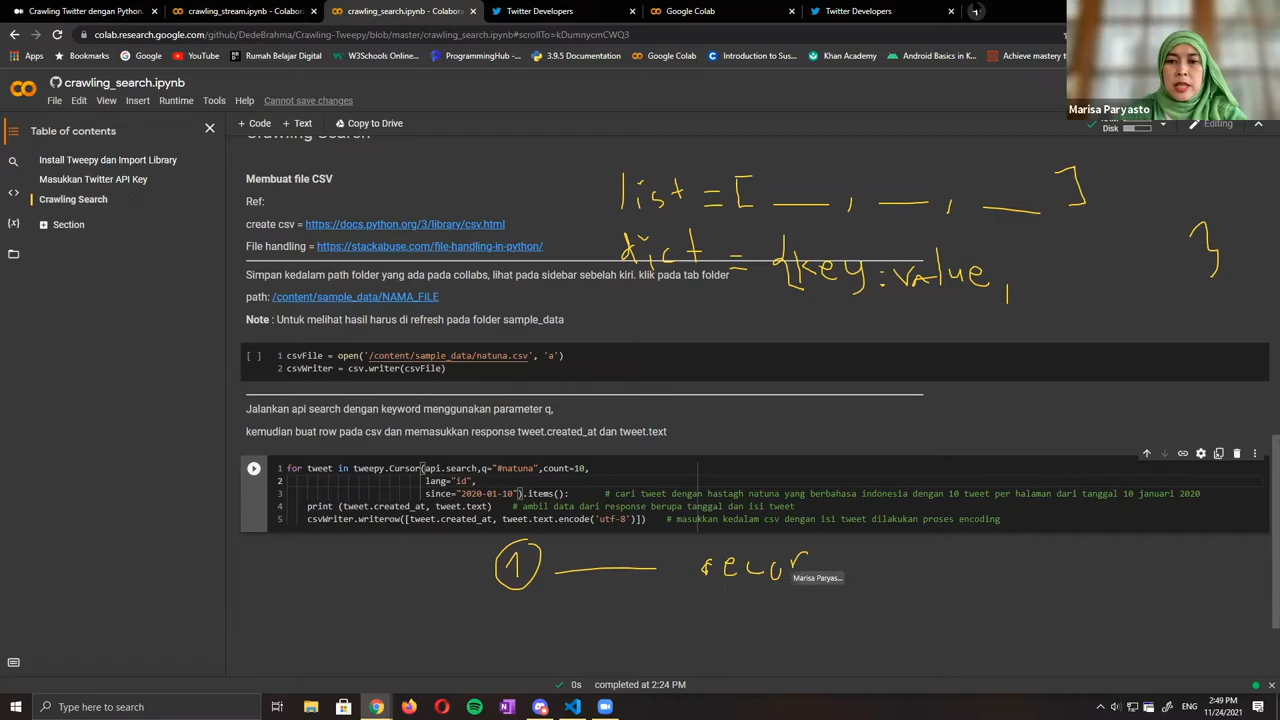 Crawling Twitter dengan Python,
crawling_stream.ipynb - Colabora
crawling_search.ipynb - Colabora
Twitter Developers
Google Colab
Twitter Developers
colab.research.google.com/github/DedeBrahma/Crawling-Tweepy/blob/master/crawling_search.ipynb#scrollTo=kDumnycmCWQ3
Apps
Google
YouTube
Rumah Belajar Digital
W3Schools Online...
ProgrammingHub -...
3.9.5 Documentation
Google Colab
Introduction to Su...
Khan Academy
Android Basics in K...
Achieve mastery
Marisa Paryasto
crawling_search.ipynb
File Edit View Insert Runtime Tools Help Cannot save changes
Table of contents
+ Code + Text Copy to Drive
Disk
Editing
Install Tweepy dan Import Library
Masukkan Twitter API Key
Crawling Search
Section
Crawling Search
Membuat file CSV
Ref:
create csv = https://docs.python.org/3/library/csv.html
File handling = https://stackabuse.com/file-handling-in-python/
list = [ ___ , ___ , ___ ]
dict = {key:value, }
Simpan kedalam path folder yang ada pada collabs, lihat pada sidebar sebelah kiri. klik pada tab folder
path: /content/sample_data/NAMA_FILE
Note : Untuk melihat hasil harus di refresh pada folder sample_data
[ ] 1 csvFile = open('/content/sample_data/natuna.csv', 'a')
2 csvWriter = csv.writer(csvFile)
Jalankan api search dengan keyword menggunakan parameter q,
kemudian buat row pada csv dan memasukkan response tweet.created_at dan tweet.text
1 for tweet in tweepy.Cursor(api.search,q="#natuna",count=10,
2 lang="id",
3 since="2020-01-10").items(): # cari tweet dengan hastagh natuna yang berbahasa indonesia dengan 10 tweet per halaman dari tanggal 10 januari 2020
4 print (tweet.created_at, tweet.text) # ambil data dari response berupa tanggal dan isi tweet
5 csvWriter.writerow([tweet.created_at, tweet.text.encode('utf-8')]) # masukkan kedalam csv dengan isi tweet dilakukan proses encoding
1 ___ recor
Marisa Paryas...
0s completed at 2:24 PM
Type here to search
2:49 PM
11/24/2021